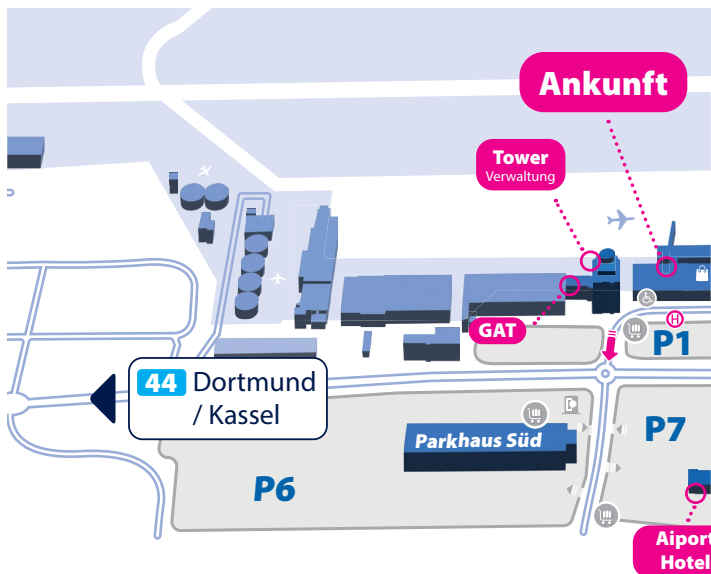 Ankunft
Tower
Verwaltung
GAT
H
P1
44 Dortmund
/ Kassel
Parkhaus Süd
P7
P6
Aiport
Hotel